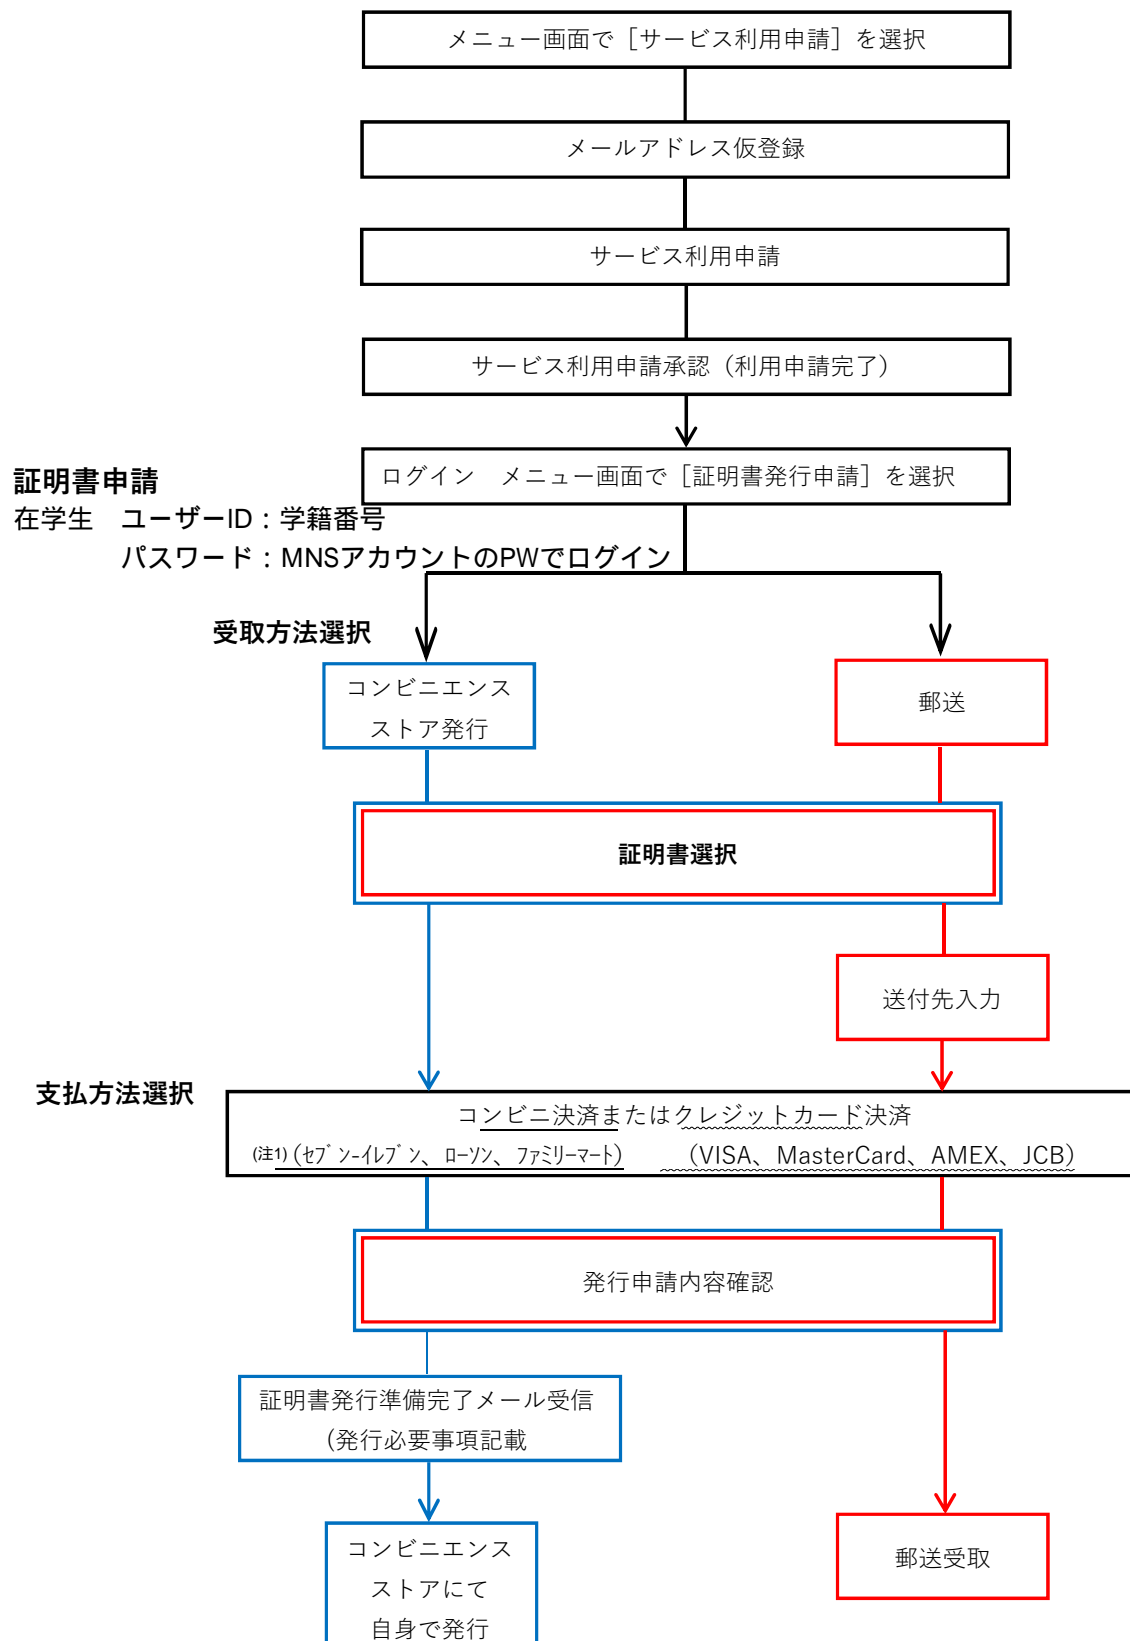 メニュー画面で［サービス利用申請］を選択
メールアドレス仮登録
サービス利用申請
サービス利用申請承認（利用申請完了）
ログイン　メニュー画面で［証明書発行申請］を選択
証明書申請
在学生　ユーザーID：学籍番号
パスワード：MNSアカウントのPWでログイン
受取方法選択
コンビニエンス
ストア発行
郵送
証明書選択
送付先入力
支払方法選択
コンビニ決済またはクレジットカード決済
(注1) (ｾﾌﾞﾝ-ｲﾚﾌﾞﾝ、ﾛｰｿﾝ、ﾌｧﾐﾘｰﾏｰﾄ)　(VISA、MasterCard、AMEX、JCB)
発行申請内容確認
証明書発行準備完了メール受信
(発行必要事項記載
コンビニエンス
ストアにて
自身で発行
郵送受取